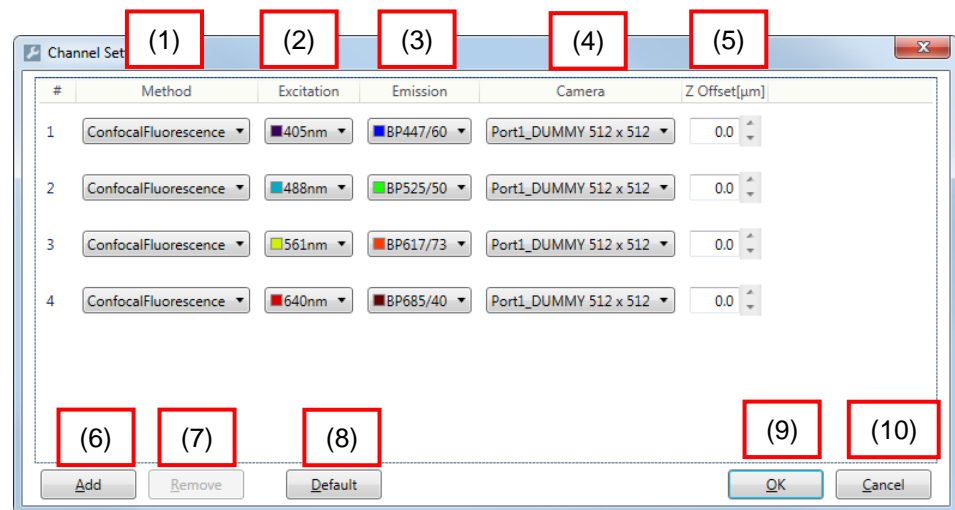 (1) (2) (3) (4) (5)
Channel Set
# Method Excitation Emission Camera Z Offset[µm]
1 ConfocalFluorescence 405nm BP447/60 Port1_DUMMY 512 x 512 0.0
2 ConfocalFluorescence 488nm BP525/50 Port1_DUMMY 512 x 512 0.0
3 ConfocalFluorescence 561nm BP617/73 Port1_DUMMY 512 x 512 0.0
4 ConfocalFluorescence 640nm BP685/40 Port1_DUMMY 512 x 512 0.0
(6) (7) (8) (9) (10)
Add Remove Default OK Cancel